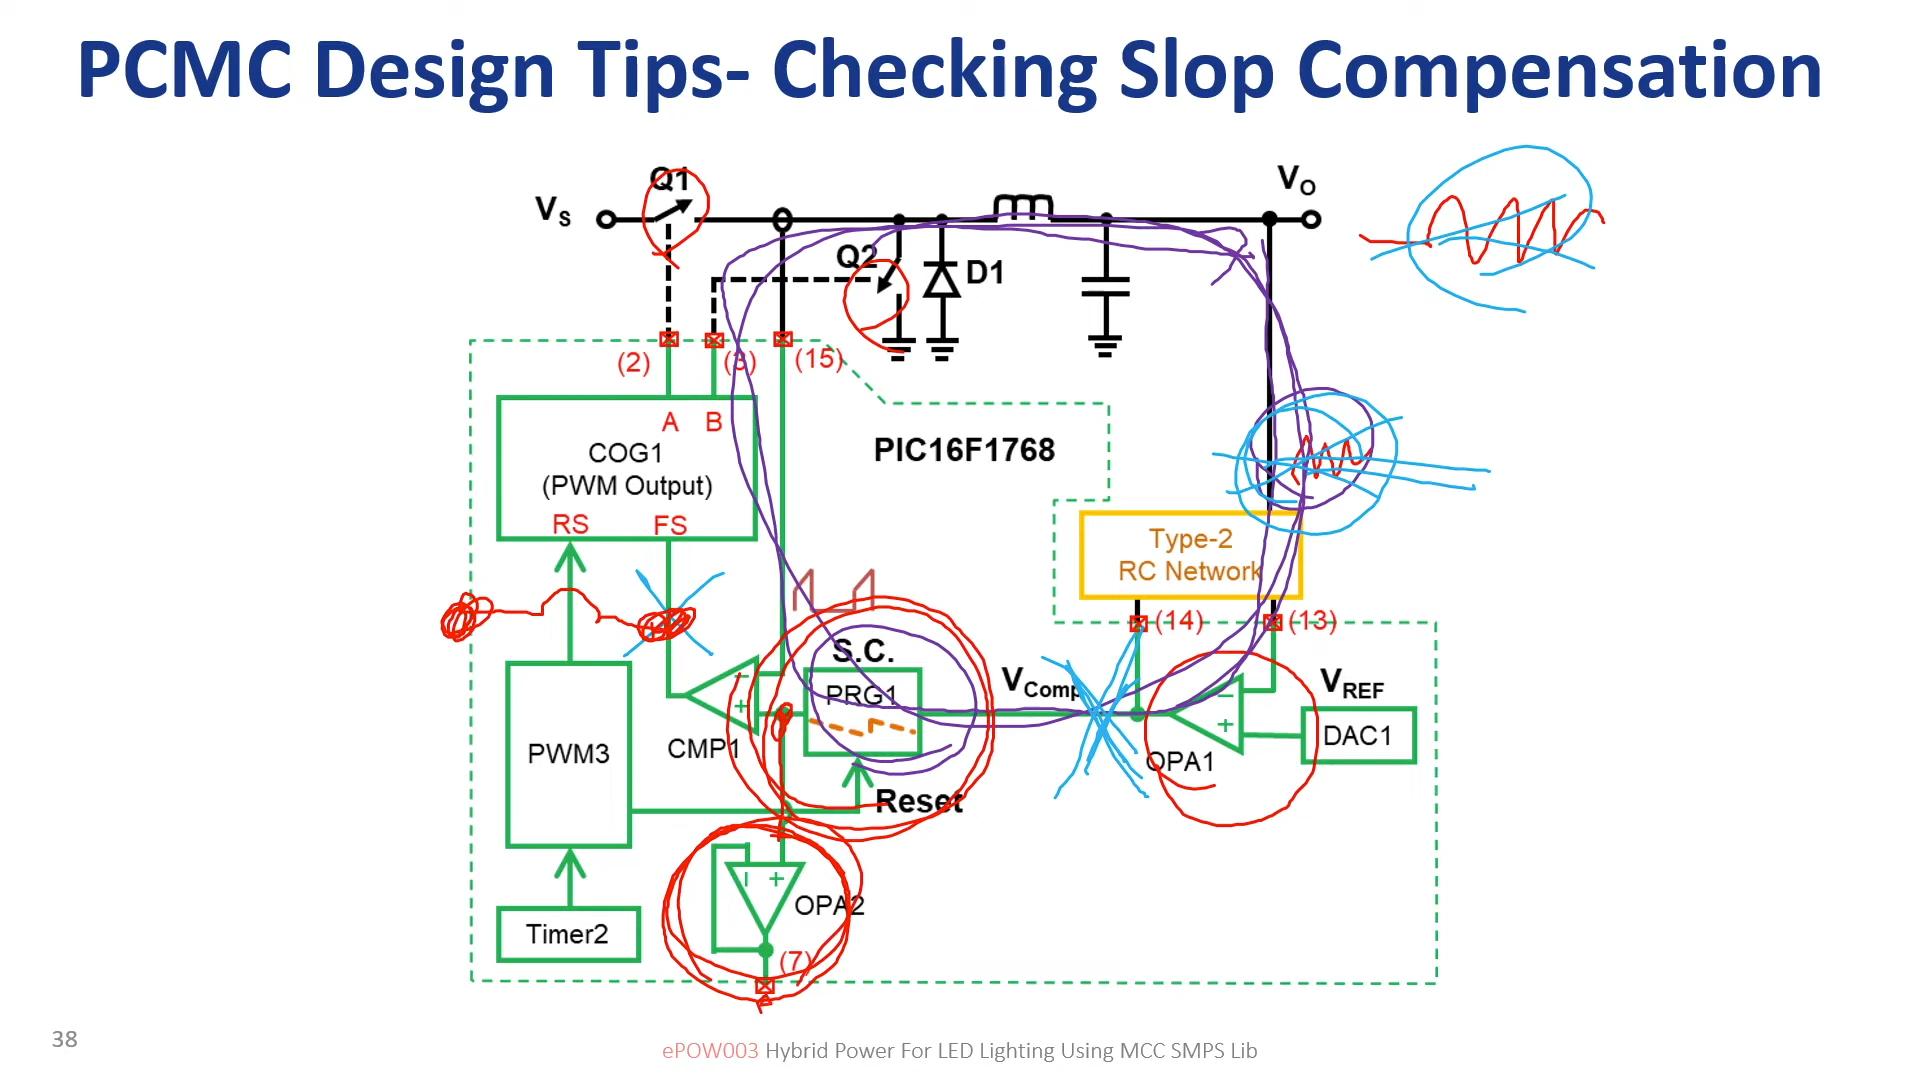 PCMC Design Tips- Checking Slop Compensation
Q1
VS
VO
Q2
D1
(2)
(3)
(15)
A
B
COG1
(PWM Output)
RS
FS
PIC16F1768
Type-2
RC Network
(14)
(13)
S.C.
PRG1
VComp
VREF
DAC1
OPA1
CMP1
PWM3
Reset
OPA2
Timer2
(7)
38
ePOW003 Hybrid Power For LED Lighting Using MCC SMPS Lib